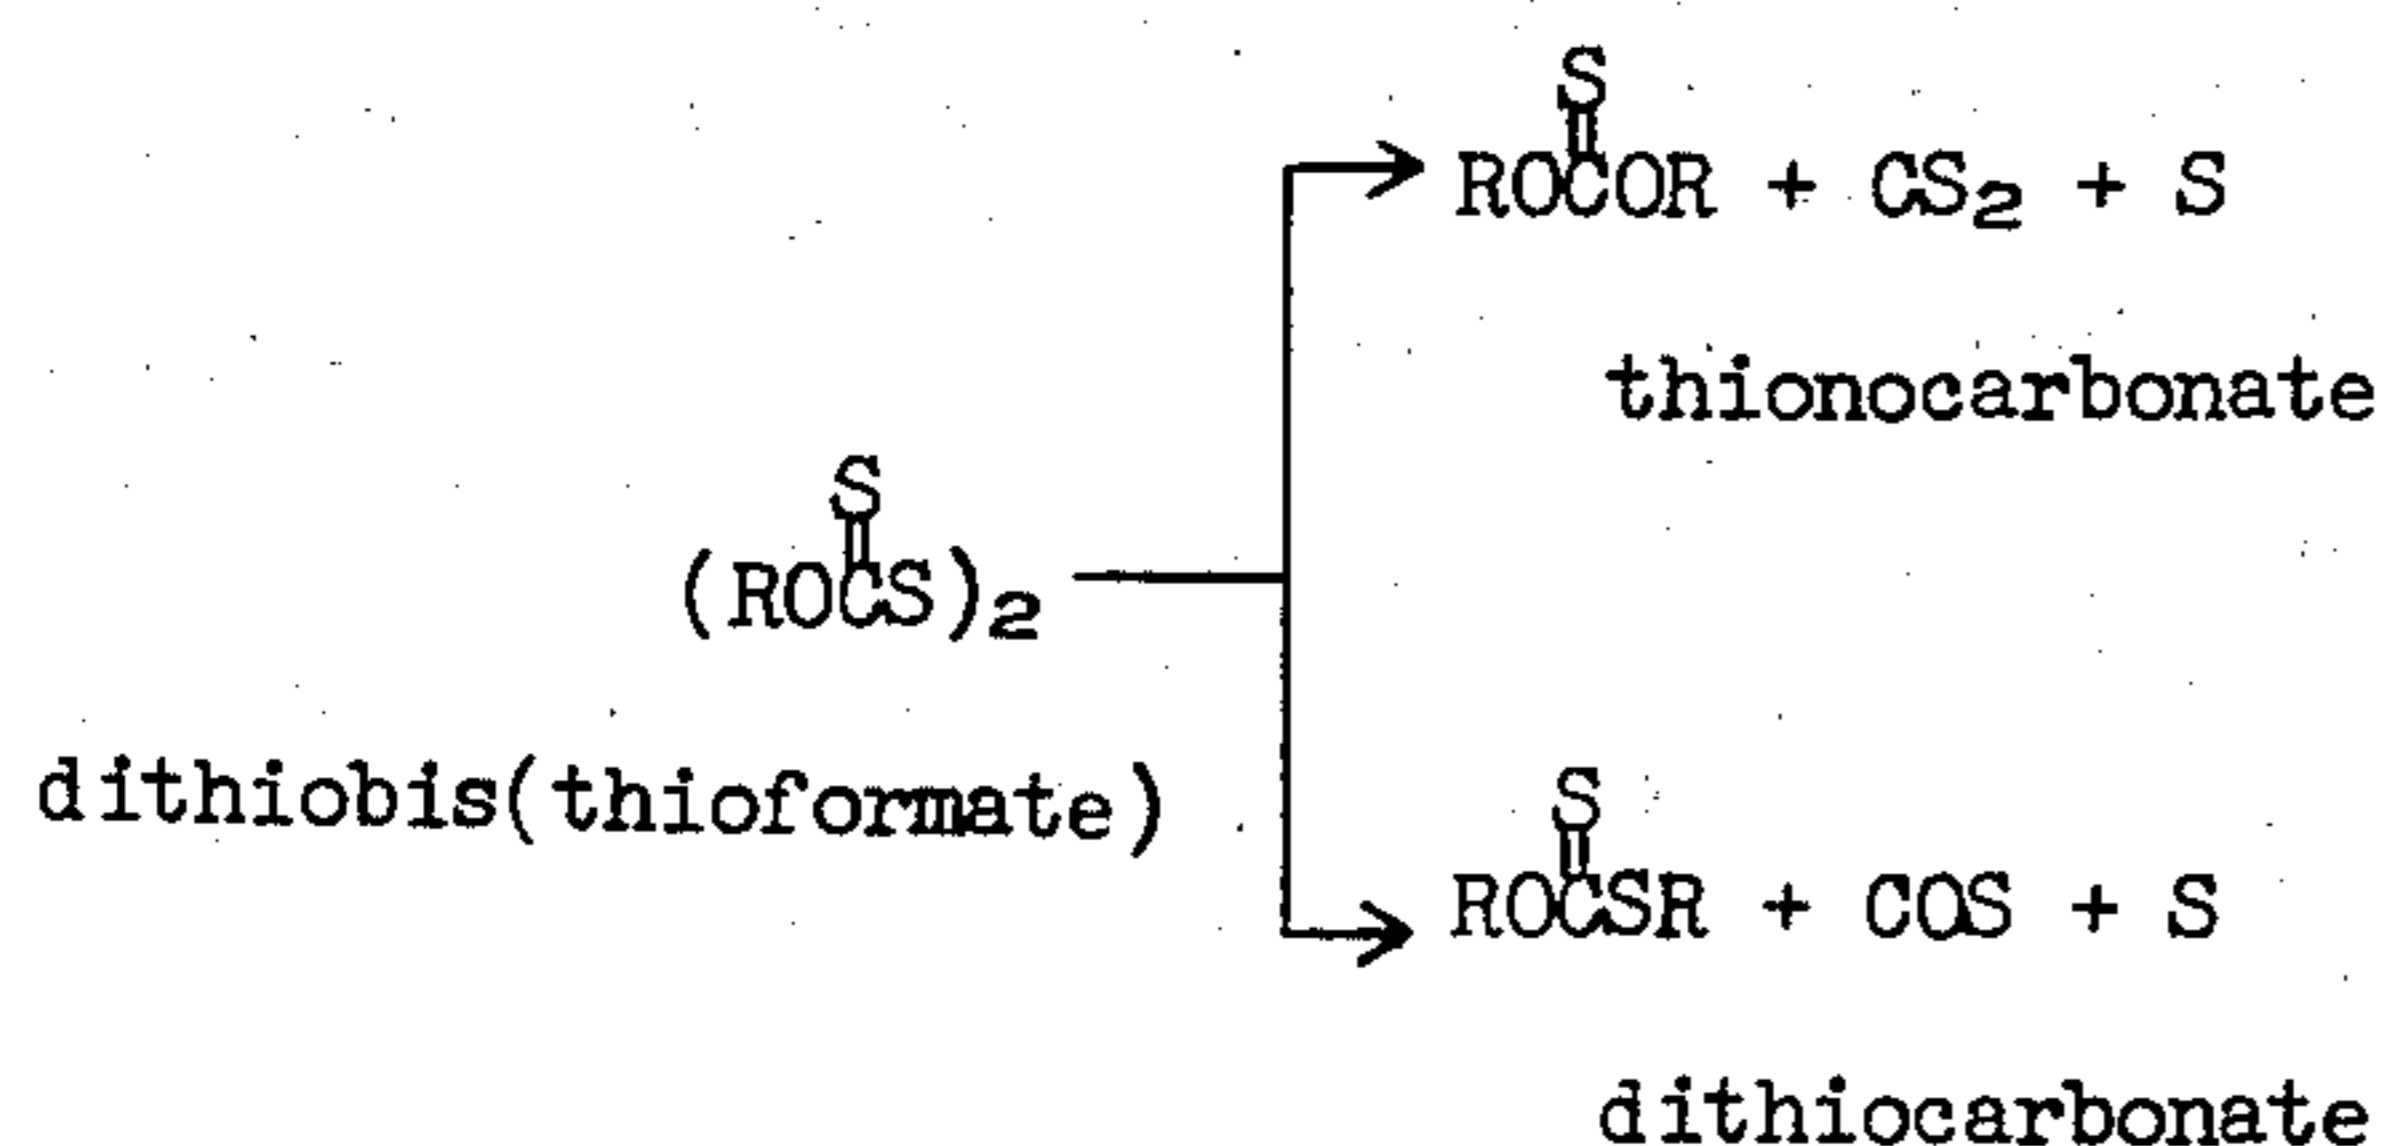 S
ROCOR + CS2 + S
thionocarbonate
S
(ROCS)2
dithiobis(thioformate)
S
ROCSR + COS + S
dithiocarbonate